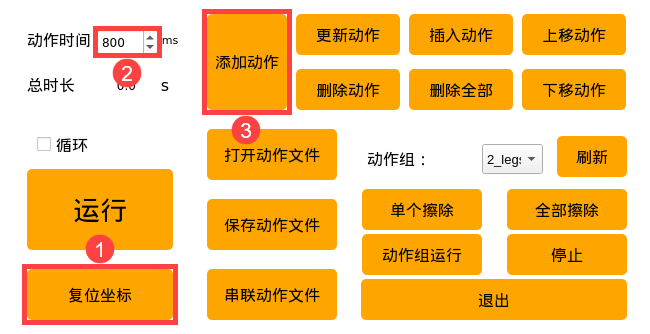 动作时间 800 ms
2
总时长 0.0 s
循环
运行
1
复位坐标
添加动作
3
更新动作
插入动作
上移动作
删除动作
删除全部
下移动作
打开动作文件
保存动作文件
串联动作文件
动作组：
2_legs
刷新
单个擦除
全部擦除
动作组运行
停止
退出